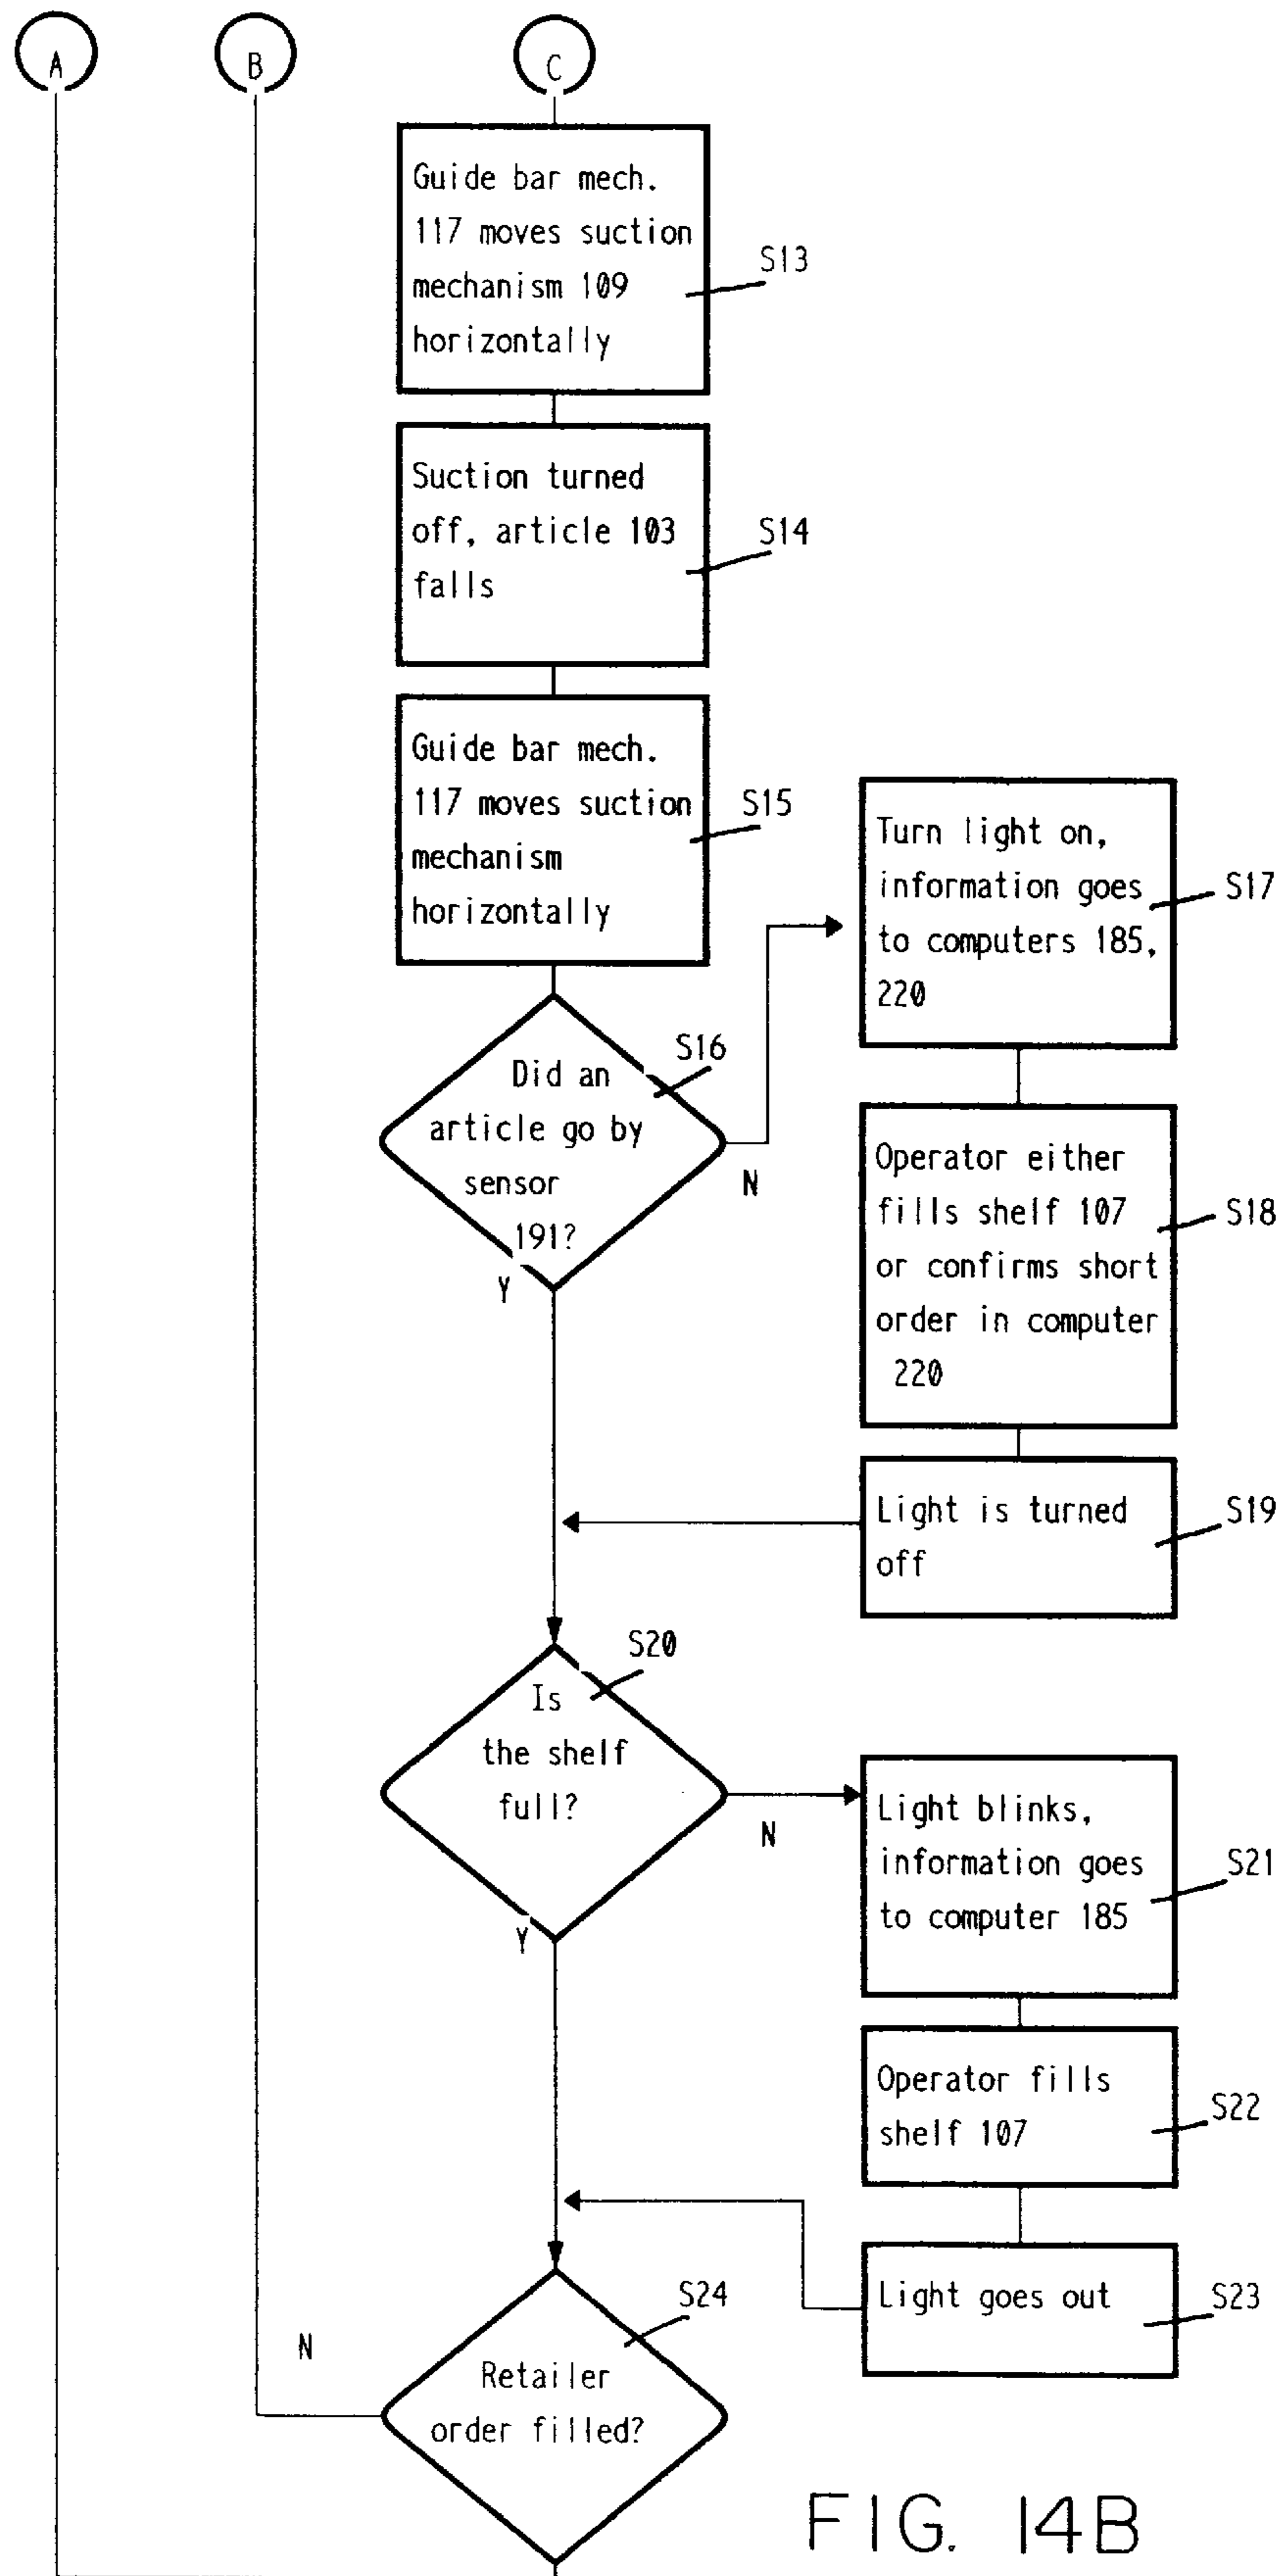 A
B
C
Guide bar mech.
117 moves suction
mechanism 109
horizontally
S13
Suction turned
off, article 103
falls
S14
Guide bar mech.
117 moves suction
mechanism
horizontally
S15
Turn light on,
information goes
to computers 185,
220
S17
Did an
article go by
sensor
191?
S16
N
Y
Operator either
fills shelf 107
or confirms short
order in computer
220
S18
Light is turned
off
S19
Is
the shelf
full?
S20
N
Y
Light blinks,
information goes
to computer 185
S21
Operator fills
shelf 107
S22
Light goes out
S23
Retailer
order filled?
S24
N
FIG. 14B